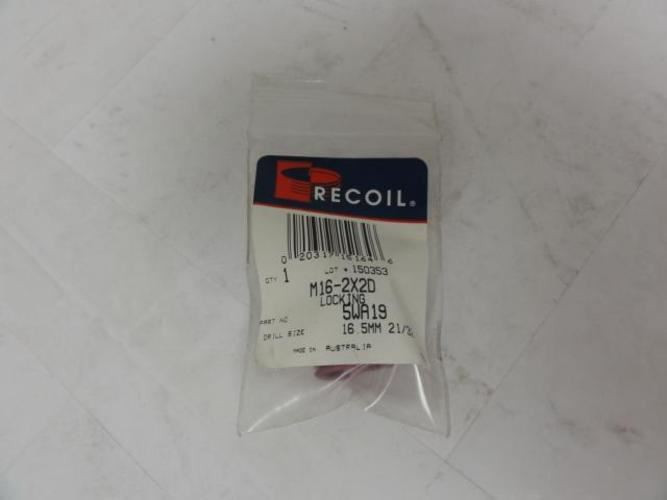 RECOIL®
QTY 1 LOT # 150353
M16-2X2D
LOCKING
PART NO 5WA19
DRILL SIZE 16.5MM
MADE IN AUSTRALIA